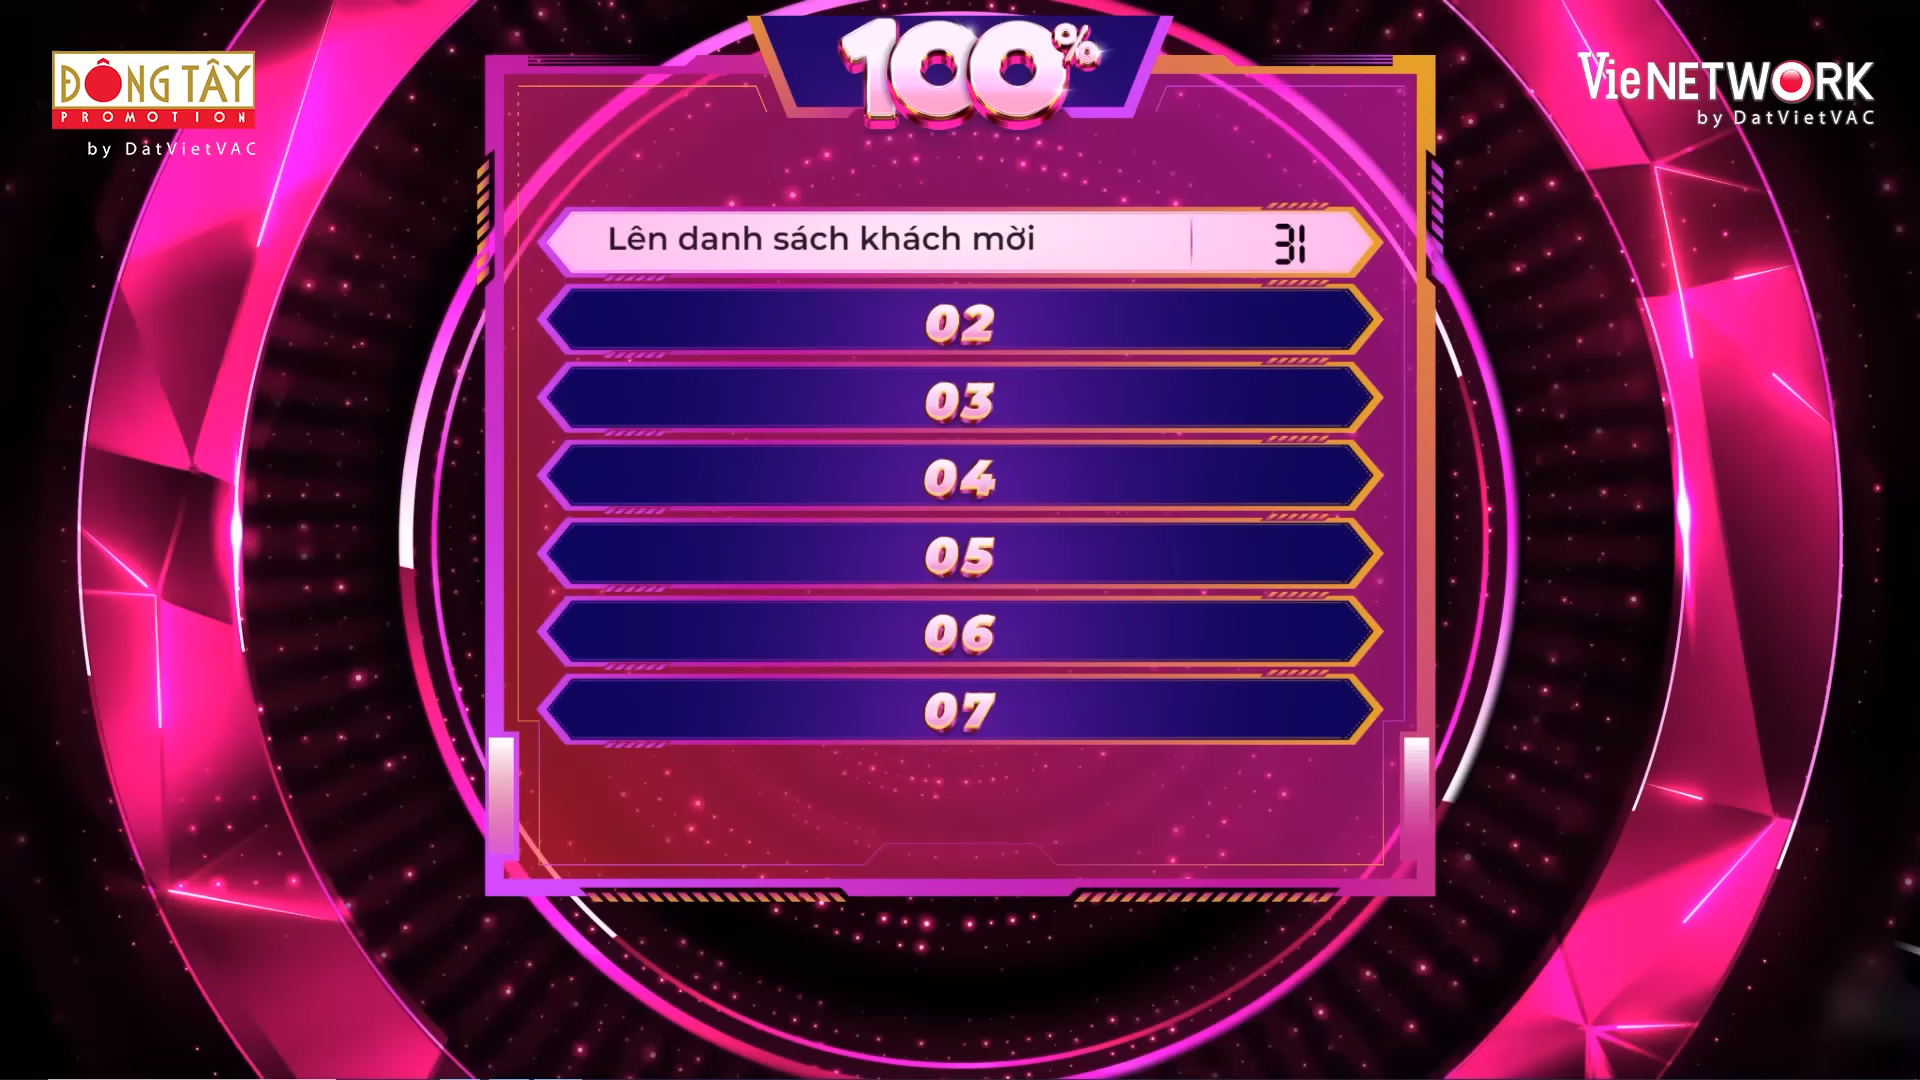 ĐÔNG TÂY
PROMOTION
by DatVietVAC
100%
VieNETWORK
by DatVietVAC
Lên danh sách khách mời 31
02
03
04
05
06
07